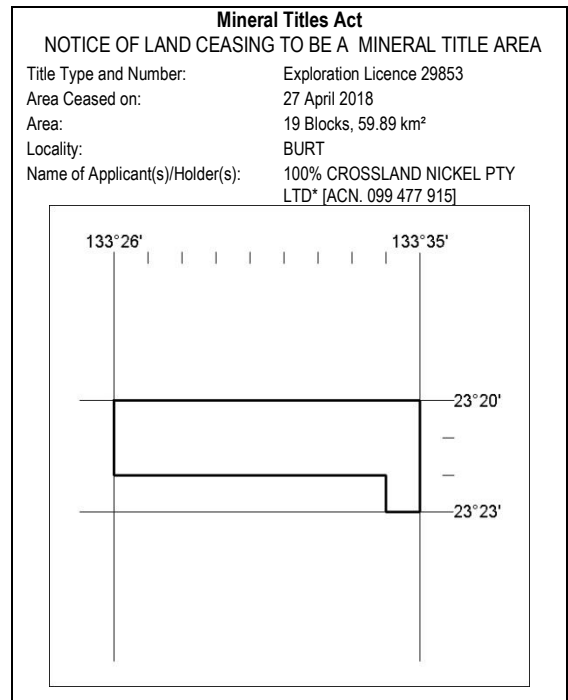 Mineral Titles Act
NOTICE OF LAND CEASING TO BE A MINERAL TITLE AREA
Title Type and Number: Exploration Licence 29853
Area Ceased on: 27 April 2018
Area: 19 Blocks, 59.89 km²
Locality: BURT
Name of Applicant(s)/Holder(s): 100% CROSSLAND NICKEL PTY
LTD* [ACN. 099 477 915]
133°26' 133°35'
23°20'
23°23'